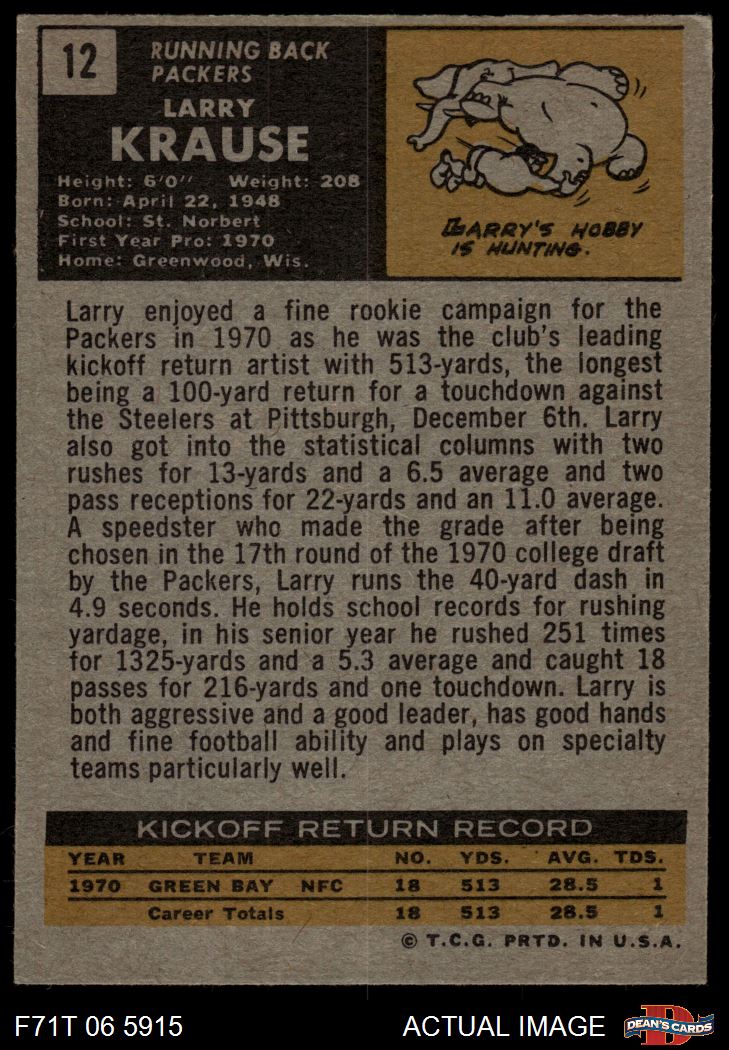 12
RUNNING BACK
PACKERS
LARRY
KRAUSE
Height: 6'0'' Weight: 208
Born: April 22, 1948
School: St. Norbert
First Year Pro: 1970
Home: Greenwood, Wis.
LARRY'S HOBBY
IS HUNTING.
Larry enjoyed a fine rookie campaign for the
Packers in 1970 as he was the club's leading
kickoff return artist with 513-yards, the longest
being a 100-yard return for a touchdown against
the Steelers at Pittsburgh, December 6th. Larry
also got into the statistical columns with two
rushes for 13-yards and a 6.5 average and two
pass receptions for 22-yards and an 11.0 average.
A speedster who made the grade after being
chosen in the 17th round of the 1970 college draft
by the Packers, Larry runs the 40-yard dash in
4.9 seconds. He holds school records for rushing
yardage, in his senior year he rushed 251 times
for 1325-yards and a 5.3 average and caught 18
passes for 216-yards and one touchdown. Larry is
both aggressive and a good leader, has good hands
and fine football ability and plays on specialty
teams particularly well.
KICKOFF RETURN RECORD
YEAR TEAM NO. YDS. AVG. TDS.
1970 GREEN BAY NFC 18 513 28.5 1
Career Totals 18 513 28.5 1
© T.C.G. PRTD. IN U.S.A.
F71T 06 5915 ACTUAL IMAGE
D
DEAN'S CARDS